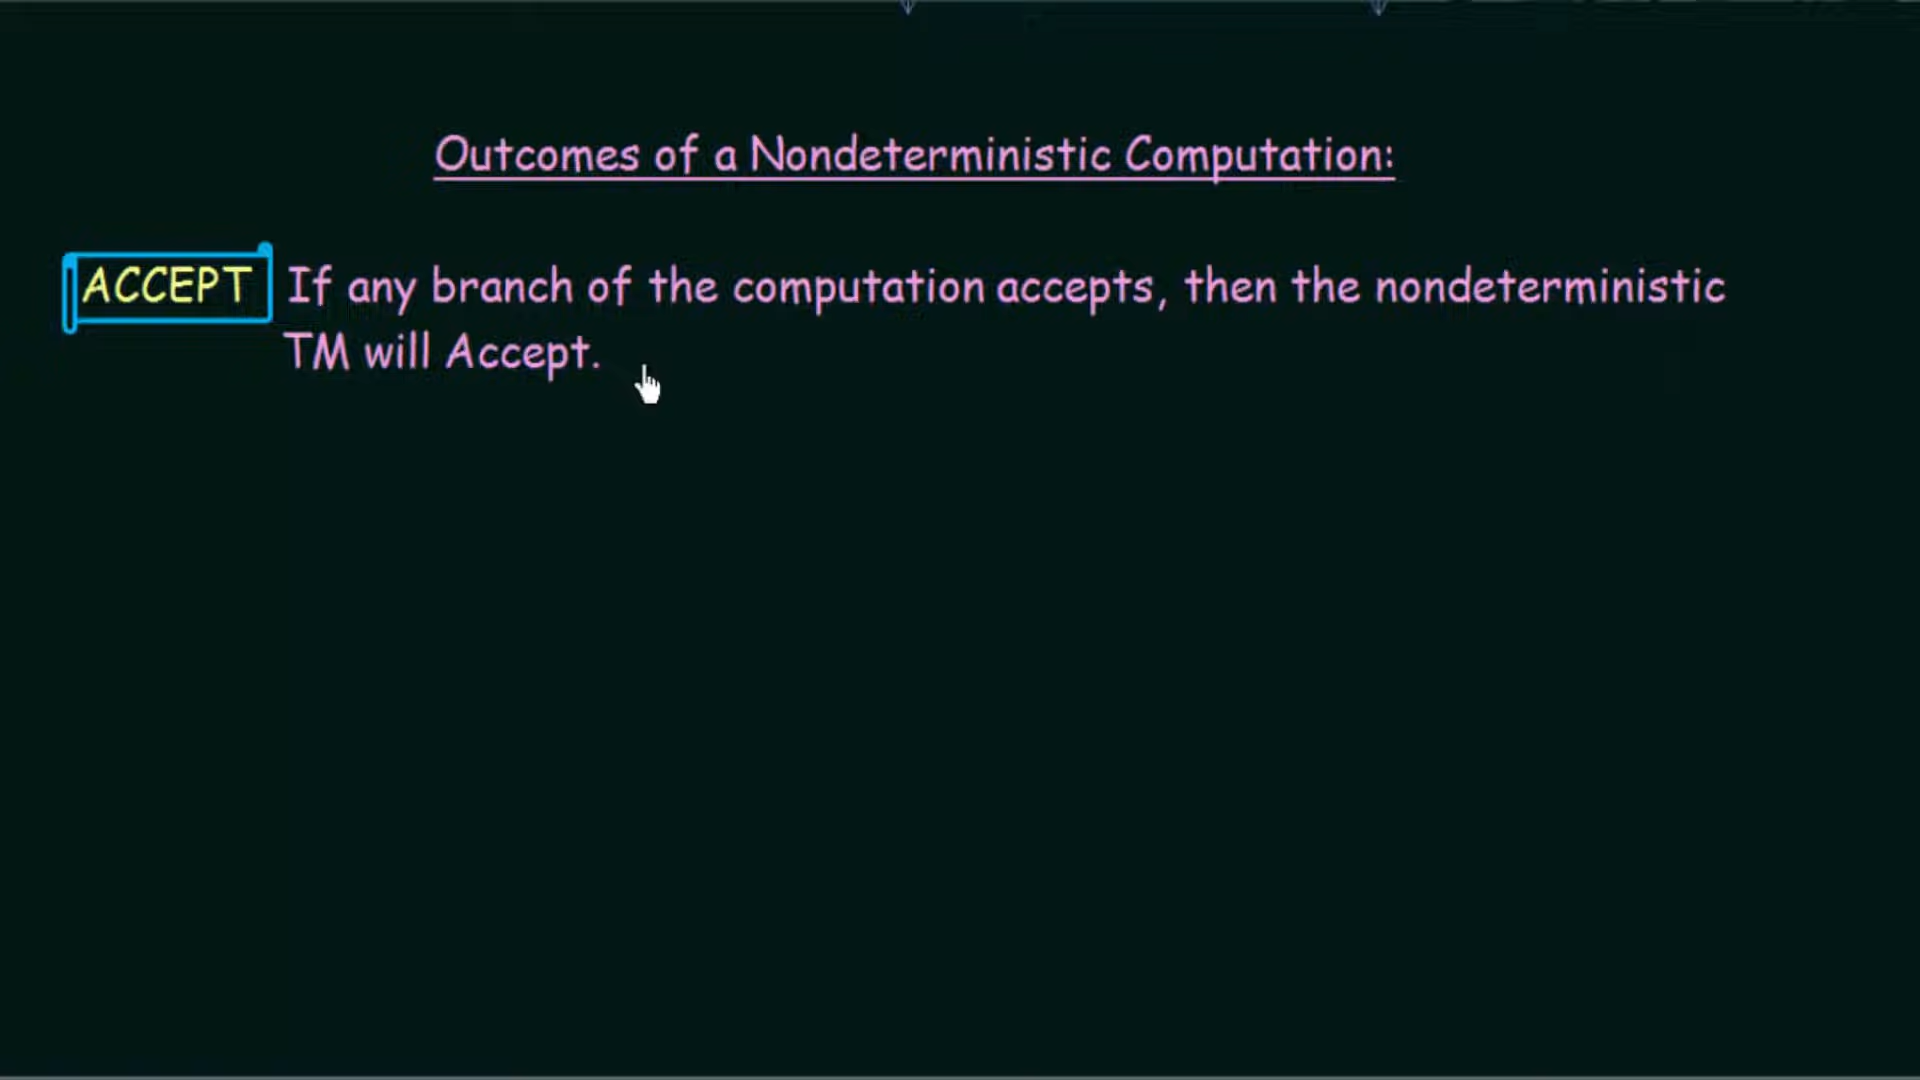 Outcomes of a Nondeterministic Computation:
ACCEPT If any branch of the computation accepts, then the nondeterministic
TM will Accept.